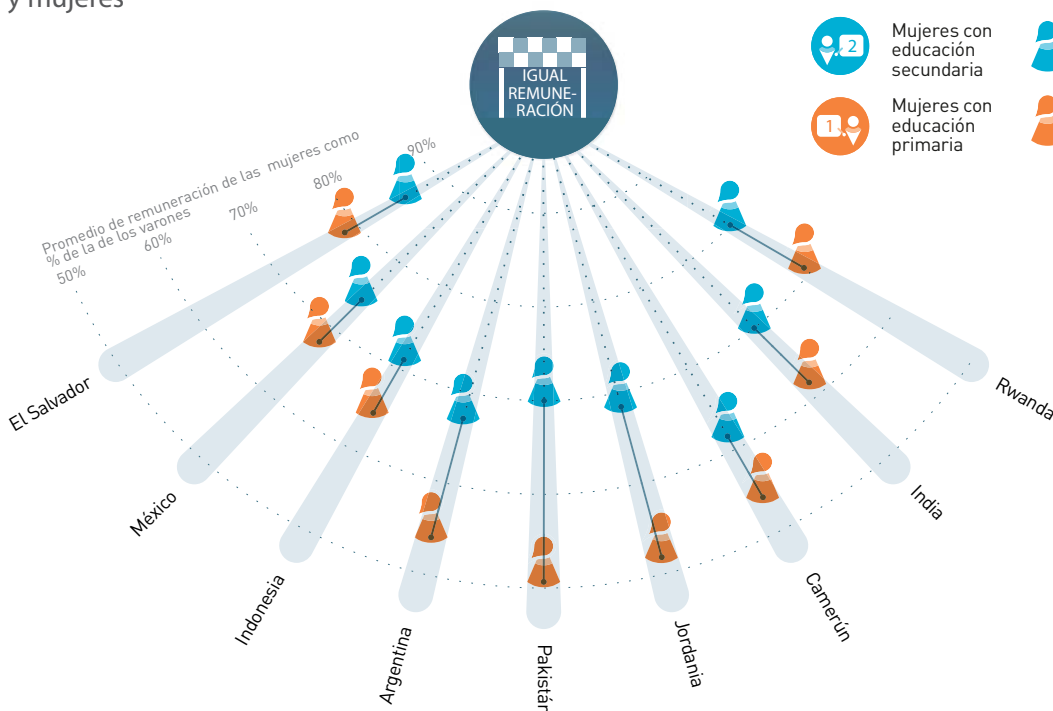 y mujeres
IGUAL
REMUNE-
RACIÓN
2
Mujeres con
educación
secundaria
1
Mujeres con
educación
primaria
Promedio de remuneración de las mujeres como
% de la de los varones
50%
60%
70%
80%
90%
El Salvador
México
Indonesia
Argentina
Pakistán
Jordania
Camerún
India
Rwanda